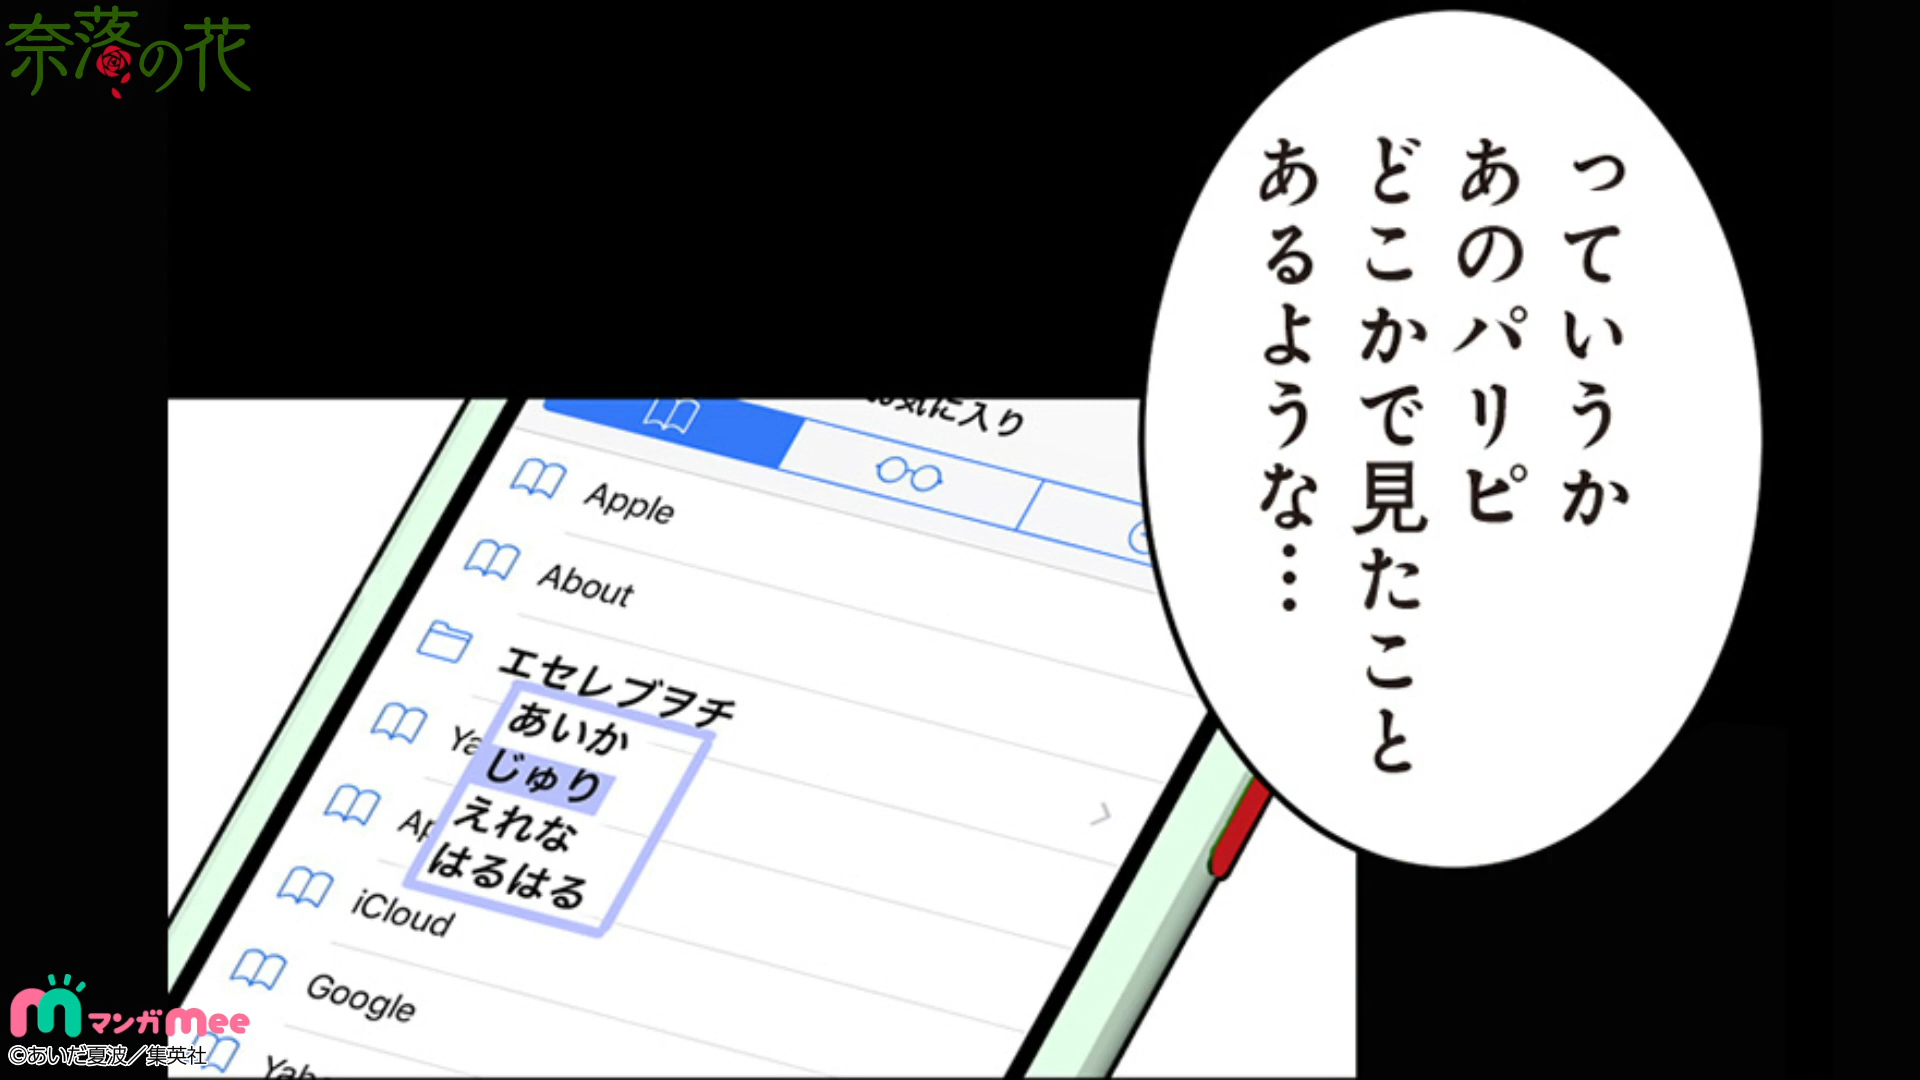 奈落の花
っていうか
あのパリピ
どこかで見たこと
あるような…
お気に入り
Apple
About
エセレブヲチ
あいか
じゅり
えれな
はるはる
iCloud
Google
マンガmee
©あいだ夏波／集英社